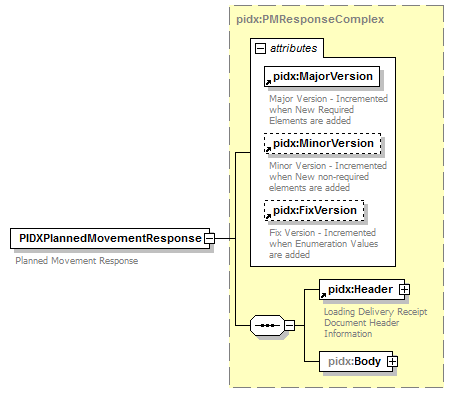 pidx:PMResponseComplex
attributes
pidx:MajorVersion
Major Version - Incremented
when New Required
Elements are added
pidx:MinorVersion
Minor Version - Incremented
when New non-required
elements are added
pidx:FixVersion
Fix Version - Incremented
when Enumeration Values
are added
PIDXPlannedMovementResponse
Planned Movement Response
pidx:Header
Loading Delivery Receipt
Document Header
Information
pidx:Body